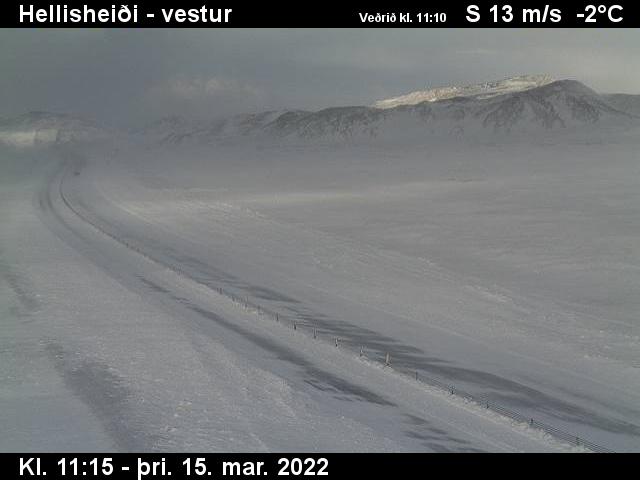 Hellisheiði - vestur Veðrið kl. 11:10 S 13 m/s -2°C
Kl. 11:15 - þri. 15. mar. 2022